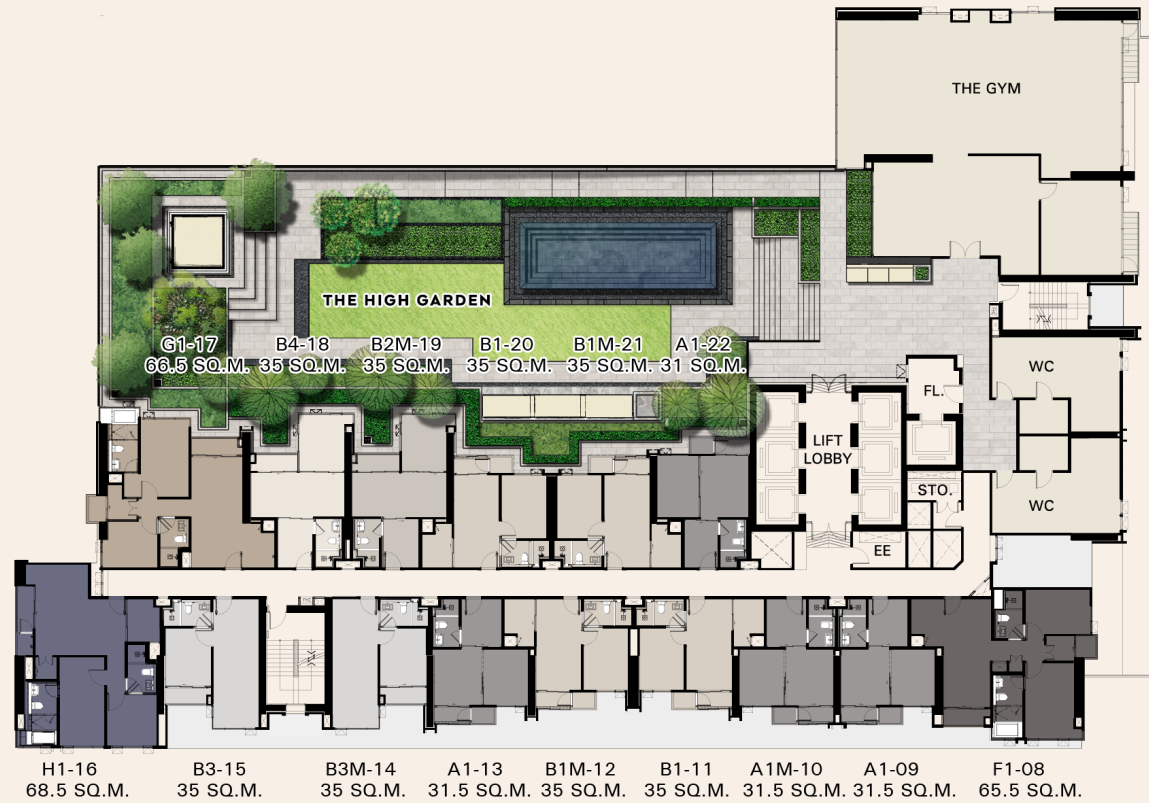 THE GYM
THE HIGH GARDEN
G1-17
66.5 SQ.M.
B4-18
35 SQ.M.
B2M-19
35 SQ.M.
B1-20
35 SQ.M.
B1M-21
35 SQ.M.
A1-22
31 SQ.M.
WC
FL.
LIFT
LOBBY
STO.
WC
EE
H1-16
68.5 SQ.M.
B3-15
35 SQ.M.
B3M-14
35 SQ.M.
A1-13
31.5 SQ.M.
B1M-12
35 SQ.M.
B1-11
35 SQ.M.
A1M-10
31.5 SQ.M.
A1-09
31.5 SQ.M.
F1-08
65.5 SQ.M.